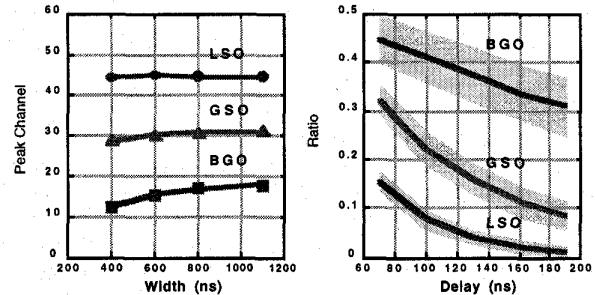 60
50
40
30
20
10
0
Peak Channel
LSO
GSO
BGO
200 400 600 800 1000 1200
Width (ns)
0.5
0.4
0.3
0.2
0.1
0
Ratio
BGO
GSO
LSO
60 80 100 120 140 160 180 200
Delay (ns)